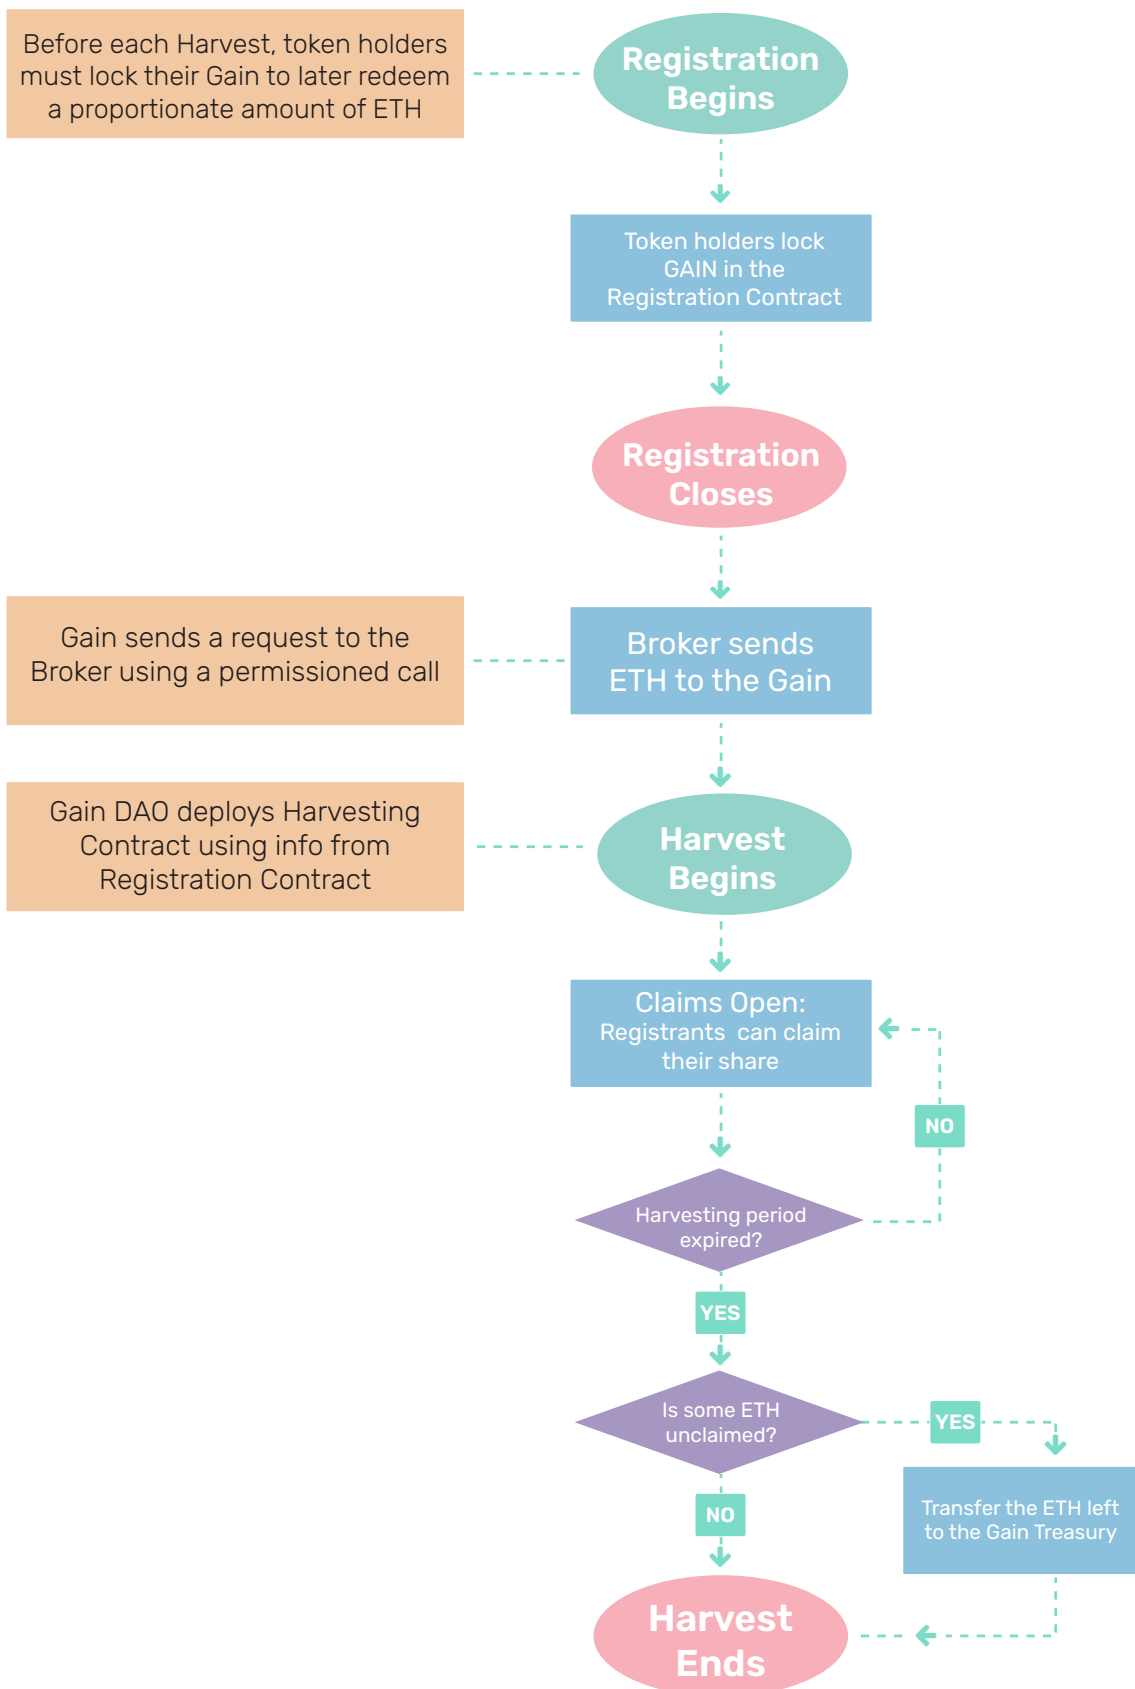 Before each Harvest, token holders
must lock their Gain to later redeem
a proportionate amount of ETH
Registration
Begins
Token holders lock
GAIN in the
Registration Contract
Registration
Closes
Gain sends a request to the
Broker using a permissioned call
Broker sends
ETH to the Gain
Gain DAO deploys Harvesting
Contract using info from
Registration Contract
Harvest
Begins
Claims Open:
Registrants can claim
their share
NO
Harvesting period
expired?
YES
Is some ETH
unclaimed?
YES
NO
Transfer the ETH left
to the Gain Treasury
Harvest
Ends